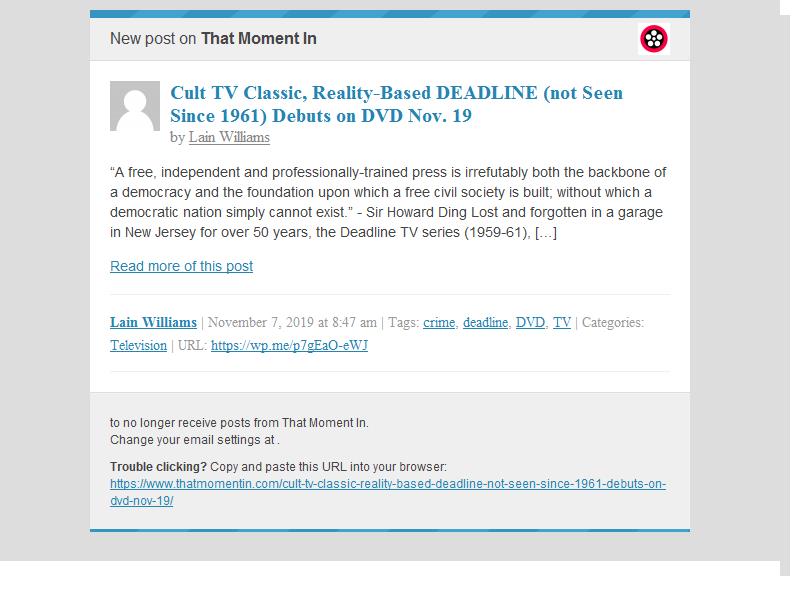 New post on That Moment In
Cult TV Classic, Reality-Based DEADLINE (not Seen
Since 1961) Debuts on DVD Nov. 19
by Lain Williams
“A free, independent and professionally-trained press is irrefutably both the backbone of
a democracy and the foundation upon which a free civil society is built; without which a
democratic nation simply cannot exist.” - Sir Howard Ding Lost and forgotten in a garage
in New Jersey for over 50 years, the Deadline TV series (1959-61), […]
Read more of this post
Lain Williams | November 7, 2019 at 8:47 am | Tags: crime, deadline, DVD, TV | Categories:
Television | URL: https://wp.me/p7gEaO-eWJ
to no longer receive posts from That Moment In.
Change your email settings at .
Trouble clicking? Copy and paste this URL into your browser:
https://www.thatmomentin.com/cult-tv-classic-reality-based-deadline-not-seen-since-1961-debuts-on-
dvd-nov-19/